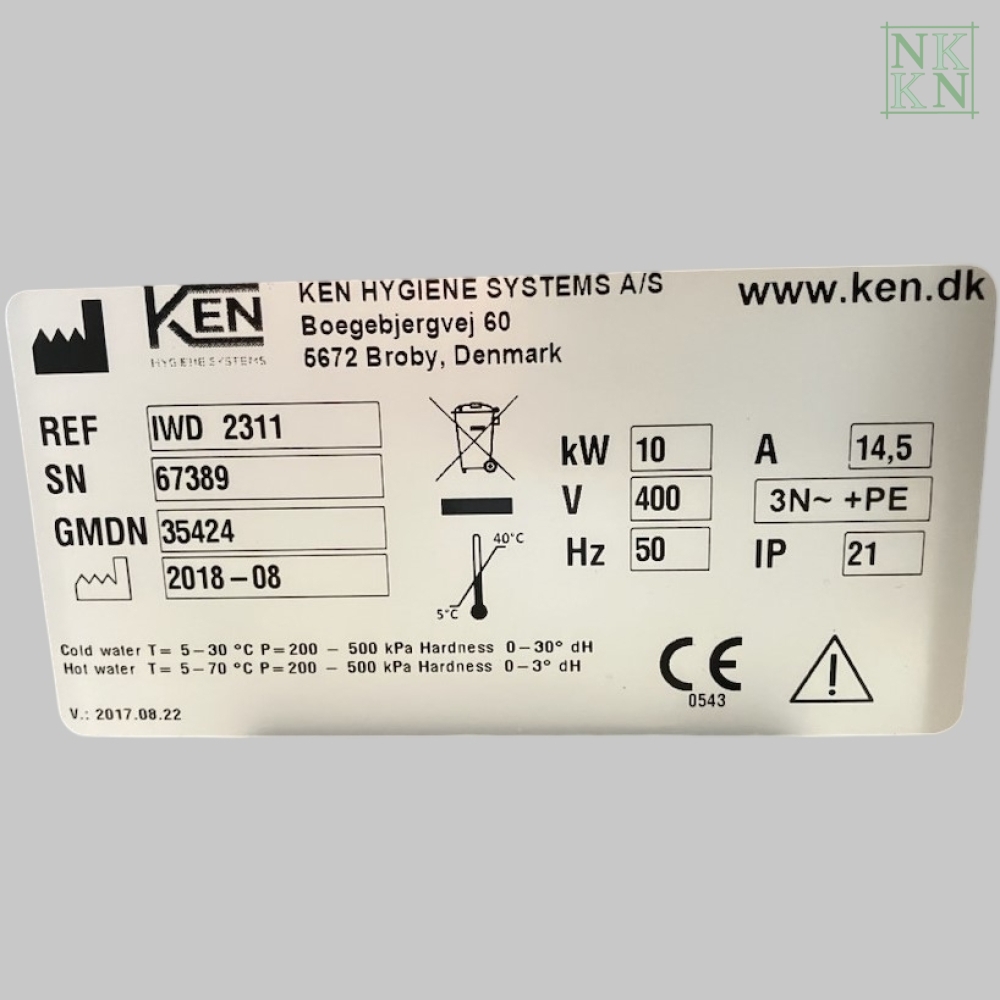 NK
KN
KEN
HYGIENE SYSTEMS
KEN HYGIENE SYSTEMS A/S
Boegebjergvej 60
5672 Broby, Denmark
www.ken.dk
REF IWD 2311
SN 67389
GMDN 35424
2018-08
40°C
5°C
kW 10 A 14,5
V 400 3N~ +PE
Hz 50 IP 21
Cold water T= 5-30 °C P=200 - 500 kPa Hardness 0-30° dH
Hot water T= 5-70 °C P=200 - 500 kPa Hardness 0-3° dH
V.: 2017.08.22
CE
0543